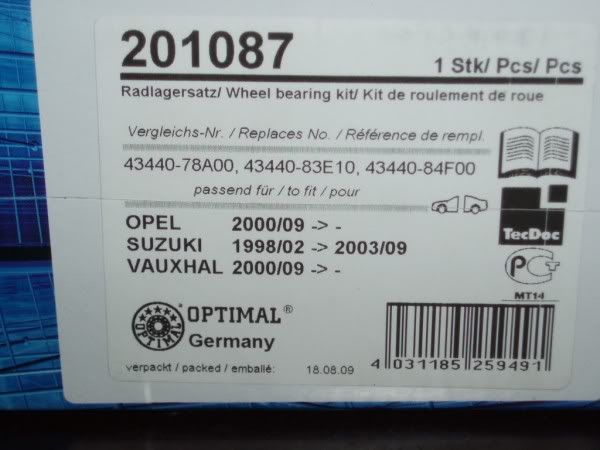 201087
1 Stk/ Pcs/ Pcs
Radlagersatz/ Wheel bearing kit/ Kit de roulement de roue
Vergleichs-Nr. / Replaces No. / Référence de rempl.
43440-78A00, 43440-83E10, 43440-84F00
passend für / to fit / pour
OPEL 2000/09 -> -
SUZUKI 1998/02 -> 2003/09
VAUXHAL 2000/09 -> -
TecDoc
PCT
MT14
OPTIMAL
OPTIMAL®
Germany
verpackt / packed / emballé: 18.08.09
4 031185 259491